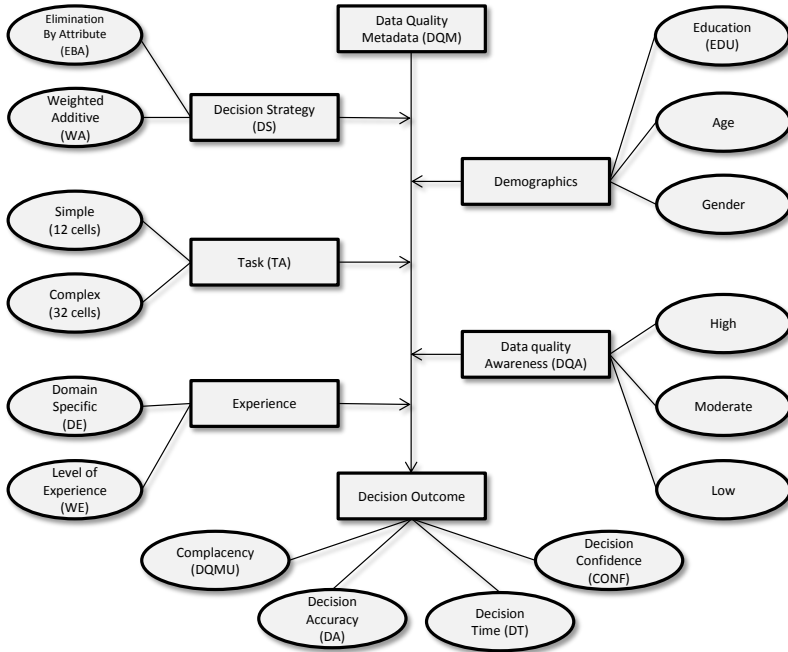 Elimination
By Attribute
(EBA)
Data Quality
Metadata (DQM)
Education
(EDU)
Weighted
Additive
(WA)
Decision Strategy
(DS)
Age
Demographics
Gender
Simple
(12 cells)
Task (TA)
Complex
(32 cells)
High
Data quality
Awareness (DQA)
Moderate
Domain
Specific
(DE)
Experience
Low
Level of
Experience
(WE)
Decision Outcome
Complacency
(DQMU)
Decision
Accuracy
(DA)
Decision
Time (DT)
Decision
Confidence
(CONF)